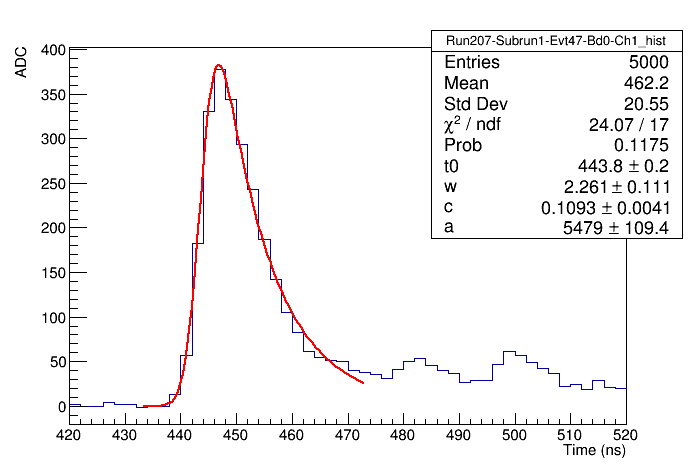 Run207-Subrun1-Evt47-Bd0-Ch1_hist
Entries 5000
Mean 462.2
Std Dev 20.55
χ² / ndf 24.07 / 17
Prob 0.1175
t0 443.8 ± 0.2
w 2.261 ± 0.111
c 0.1093 ± 0.0041
a 5479 ± 109.4
ADC
400
350
300
250
200
150
100
50
0
420 430 440 450 460 470 480 490 500 510 520
Time (ns)